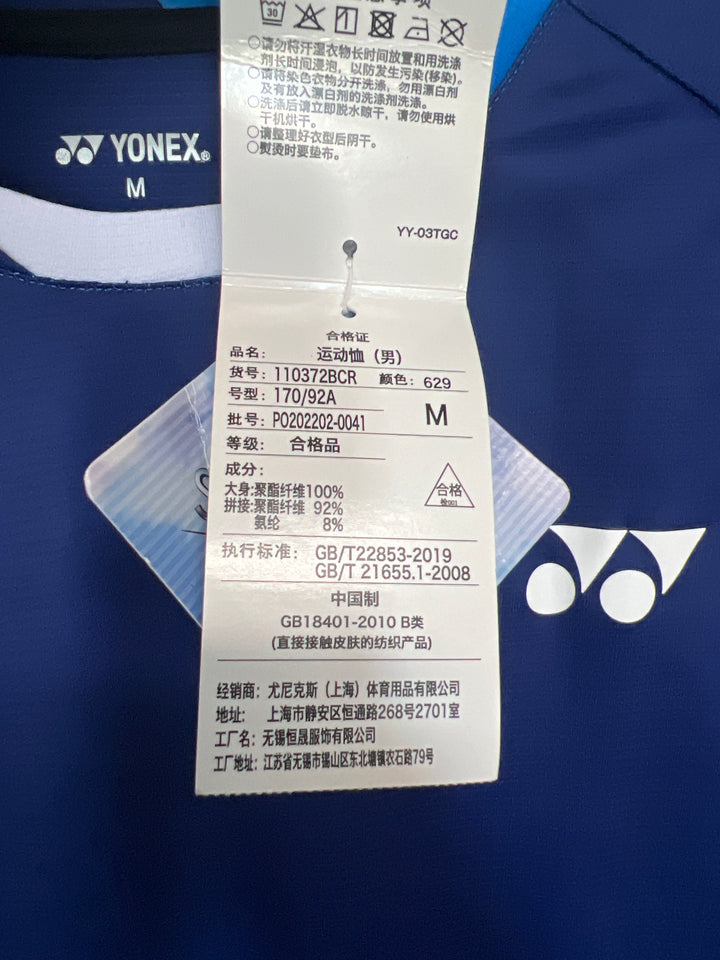 30
YONEX®
M
○请勿将汗湿衣物长时间放置和用洗涤
剂长时间浸泡，以防发生污染(移染)。
○请将染色衣物分开洗涤，勿用漂白剂
及有放入漂白剂的洗涤剂洗涤。
○洗涤后请立即脱水晾干，请勿使用烘
干机烘干。
○请整理好衣型后阴干。
○熨烫时要垫布。
YY-03TGC
合格证
品名： 运动恤（男）
货号：110372BCR 颜色：629
号型：170/92A
M
批号：PO202202-0041
等级： 合格品
成分：
大身:聚酯纤维100%
拼接:聚酯纤维 92%
氨纶 8%
合格
检001
执行标准： GB/T22853-2019
GB/T 21655.1-2008
中国制
GB18401-2010 B类
(直接接触皮肤的纺织产品)
经销商：尤尼克斯（上海）体育用品有限公司
地址： 上海市静安区恒通路268号2701室
工厂名：无锡恒晟服饰有限公司
工厂地址：江苏省无锡市锡山区东北塘镇农石路79号